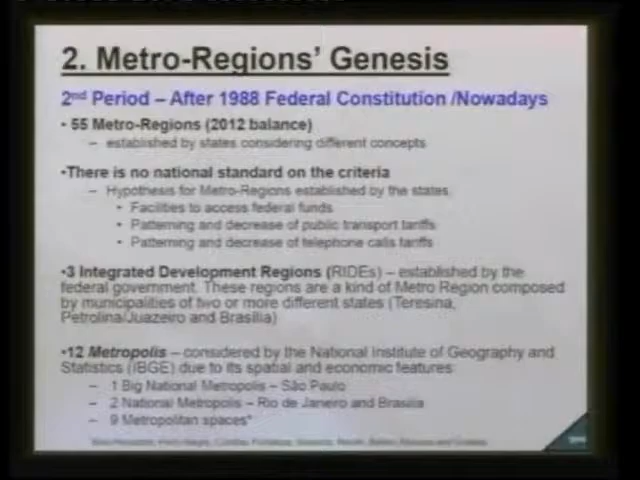 2. Metro-Regions' Genesis
2nd Period – After 1988 Federal Constitution /Nowadays
• 55 Metro-Regions (2012 balance)
– established by states considering different concepts
•There is no national standard on the criteria
– Hypothesis for Metro-Regions established by the states
• Facilities to access federal funds
• Patterning and decrease of public transport tariffs
• Patterning and decrease of telephone calls tariffs
•3 Integrated Development Regions (RIDEs) – established by the
federal government. These regions are a kind of Metro Region composed
by municipalities of two or more different states (Teresina,
Petrolina/Juazeiro and Brasília)
•12 Metropolis – considered by the National Institute of Geography and
Statistics (IBGE) due to its spatial and economic features:
– 1 Big National Metropolis – São Paulo
– 2 National Metropolis – Rio de Janeiro and Brasília
– 9 Metropolitan spaces*